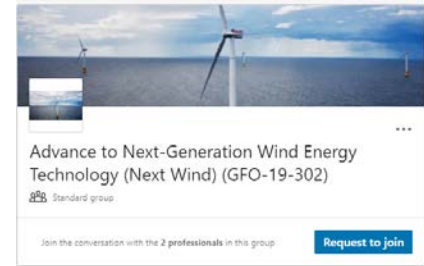 Advance to Next-Generation Wind Energy
Technology (Next Wind) (GFO-19-302)
Standard group
Join the conversation with the 2 professionals in this group
Request to join